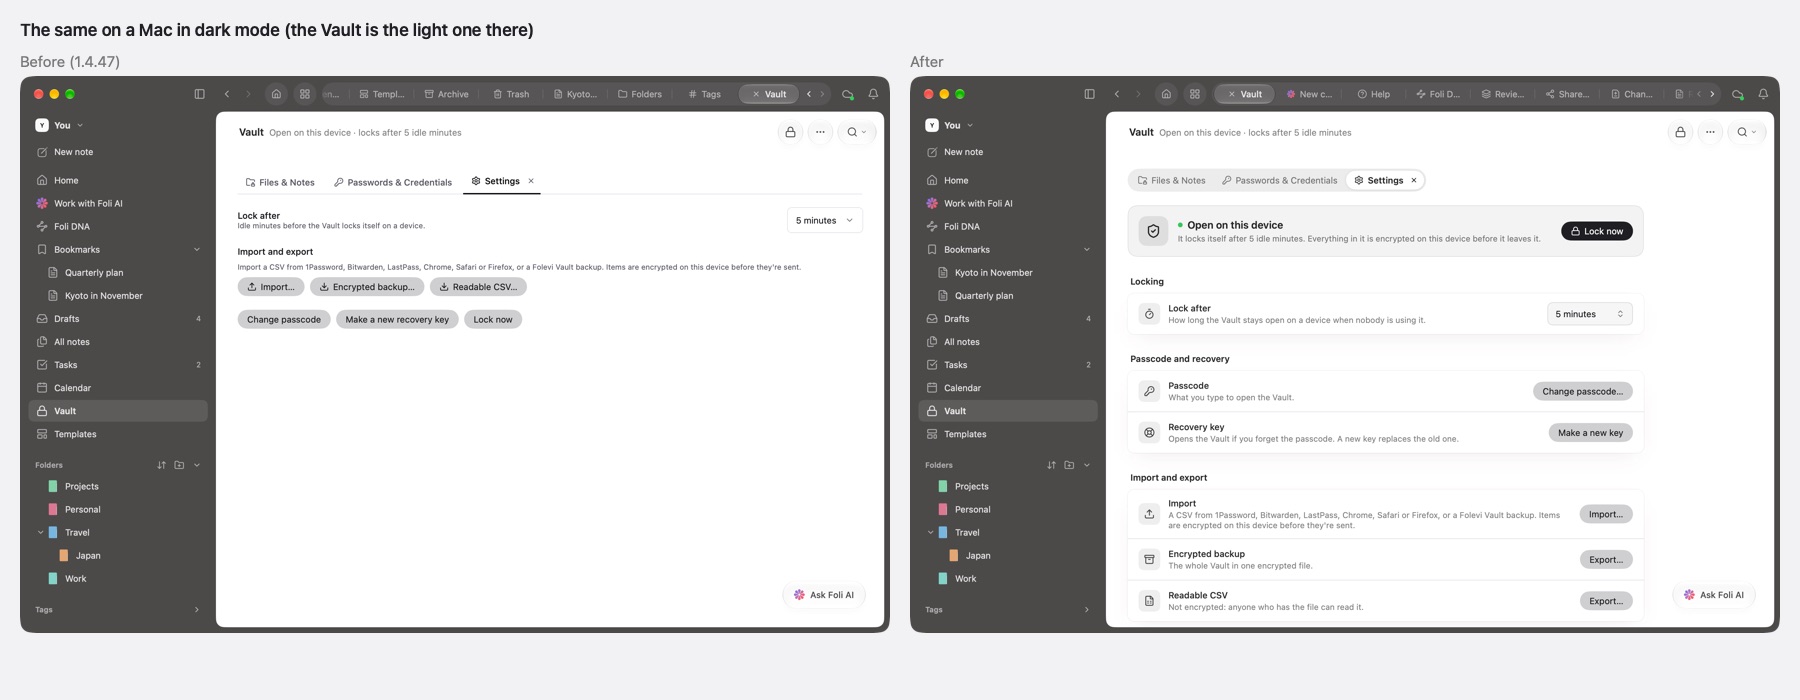 The same on a Mac in dark mode (the Vault is the light one there)
Before (1.4.47)
en...
Templ...
Archive
Trash
Kyoto...
Folders
# Tags
Vault
Y You
New note
Home
Work with Foli AI
Foli DNA
Bookmarks
Quarterly plan
Kyoto in November
Drafts 4
All notes
Tasks 2
Calendar
Vault
Templates
Folders
Projects
Personal
Travel
Japan
Work
Tags
Vault Open on this device · locks after 5 idle minutes
Files & Notes
Passwords & Credentials
Settings
Lock after
Idle minutes before the Vault locks itself on a device.
5 minutes
Import and export
Import a CSV from 1Password, Bitwarden, LastPass, Chrome, Safari or Firefox, or a Folevi Vault backup. Items are encrypted on this device before they're sent.
Import...
Encrypted backup...
Readable CSV...
Change passcode
Make a new recovery key
Lock now
Ask Foli AI
After
Vault
New c...
Help
Foli D...
Revie...
Share...
Chan...
Y You
New note
Home
Work with Foli AI
Foli DNA
Bookmarks
Kyoto in November
Quarterly plan
Drafts 4
All notes
Tasks 2
Calendar
Vault
Templates
Folders
Projects
Personal
Travel
Japan
Work
Tags
Vault Open on this device · locks after 5 idle minutes
Files & Notes
Passwords & Credentials
Settings
Open on this device
It locks itself after 5 idle minutes. Everything in it is encrypted on this device before it leaves it.
Lock now
Locking
Lock after
How long the Vault stays open on a device when nobody is using it.
5 minutes
Passcode and recovery
Passcode
What you type to open the Vault.
Change passcode...
Recovery key
Opens the Vault if you forget the passcode. A new key replaces the old one.
Make a new key
Import and export
Import
A CSV from 1Password, Bitwarden, LastPass, Chrome, Safari or Firefox, or a Folevi Vault backup. Items
are encrypted on this device before they're sent.
Import...
Encrypted backup
The whole Vault in one encrypted file.
Export...
Readable CSV
Not encrypted: anyone who has the file can read it.
Export...
Ask Foli AI